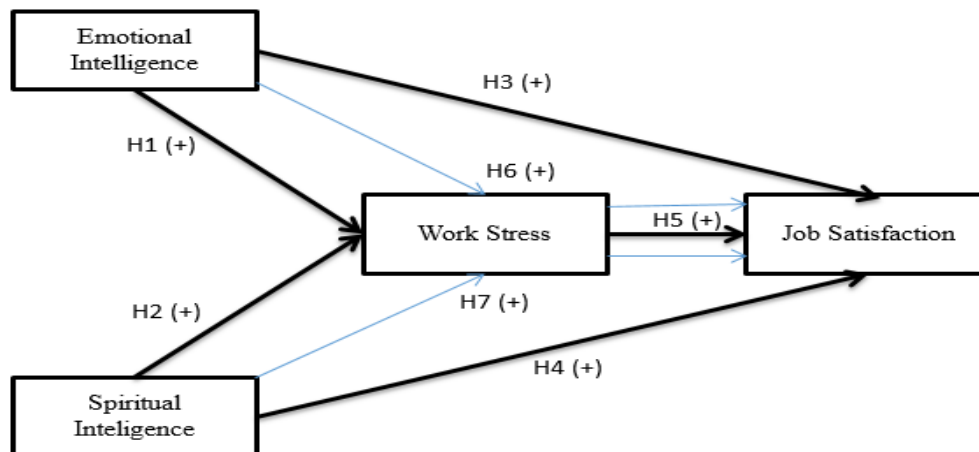 Emotional
Intelligence
H3 (+)
H1 (+)
H6 (+)
Work Stress
H5 (+)
Job Satisfaction
H2 (+)
H7 (+)
H4 (+)
Spiritual
Inteligence